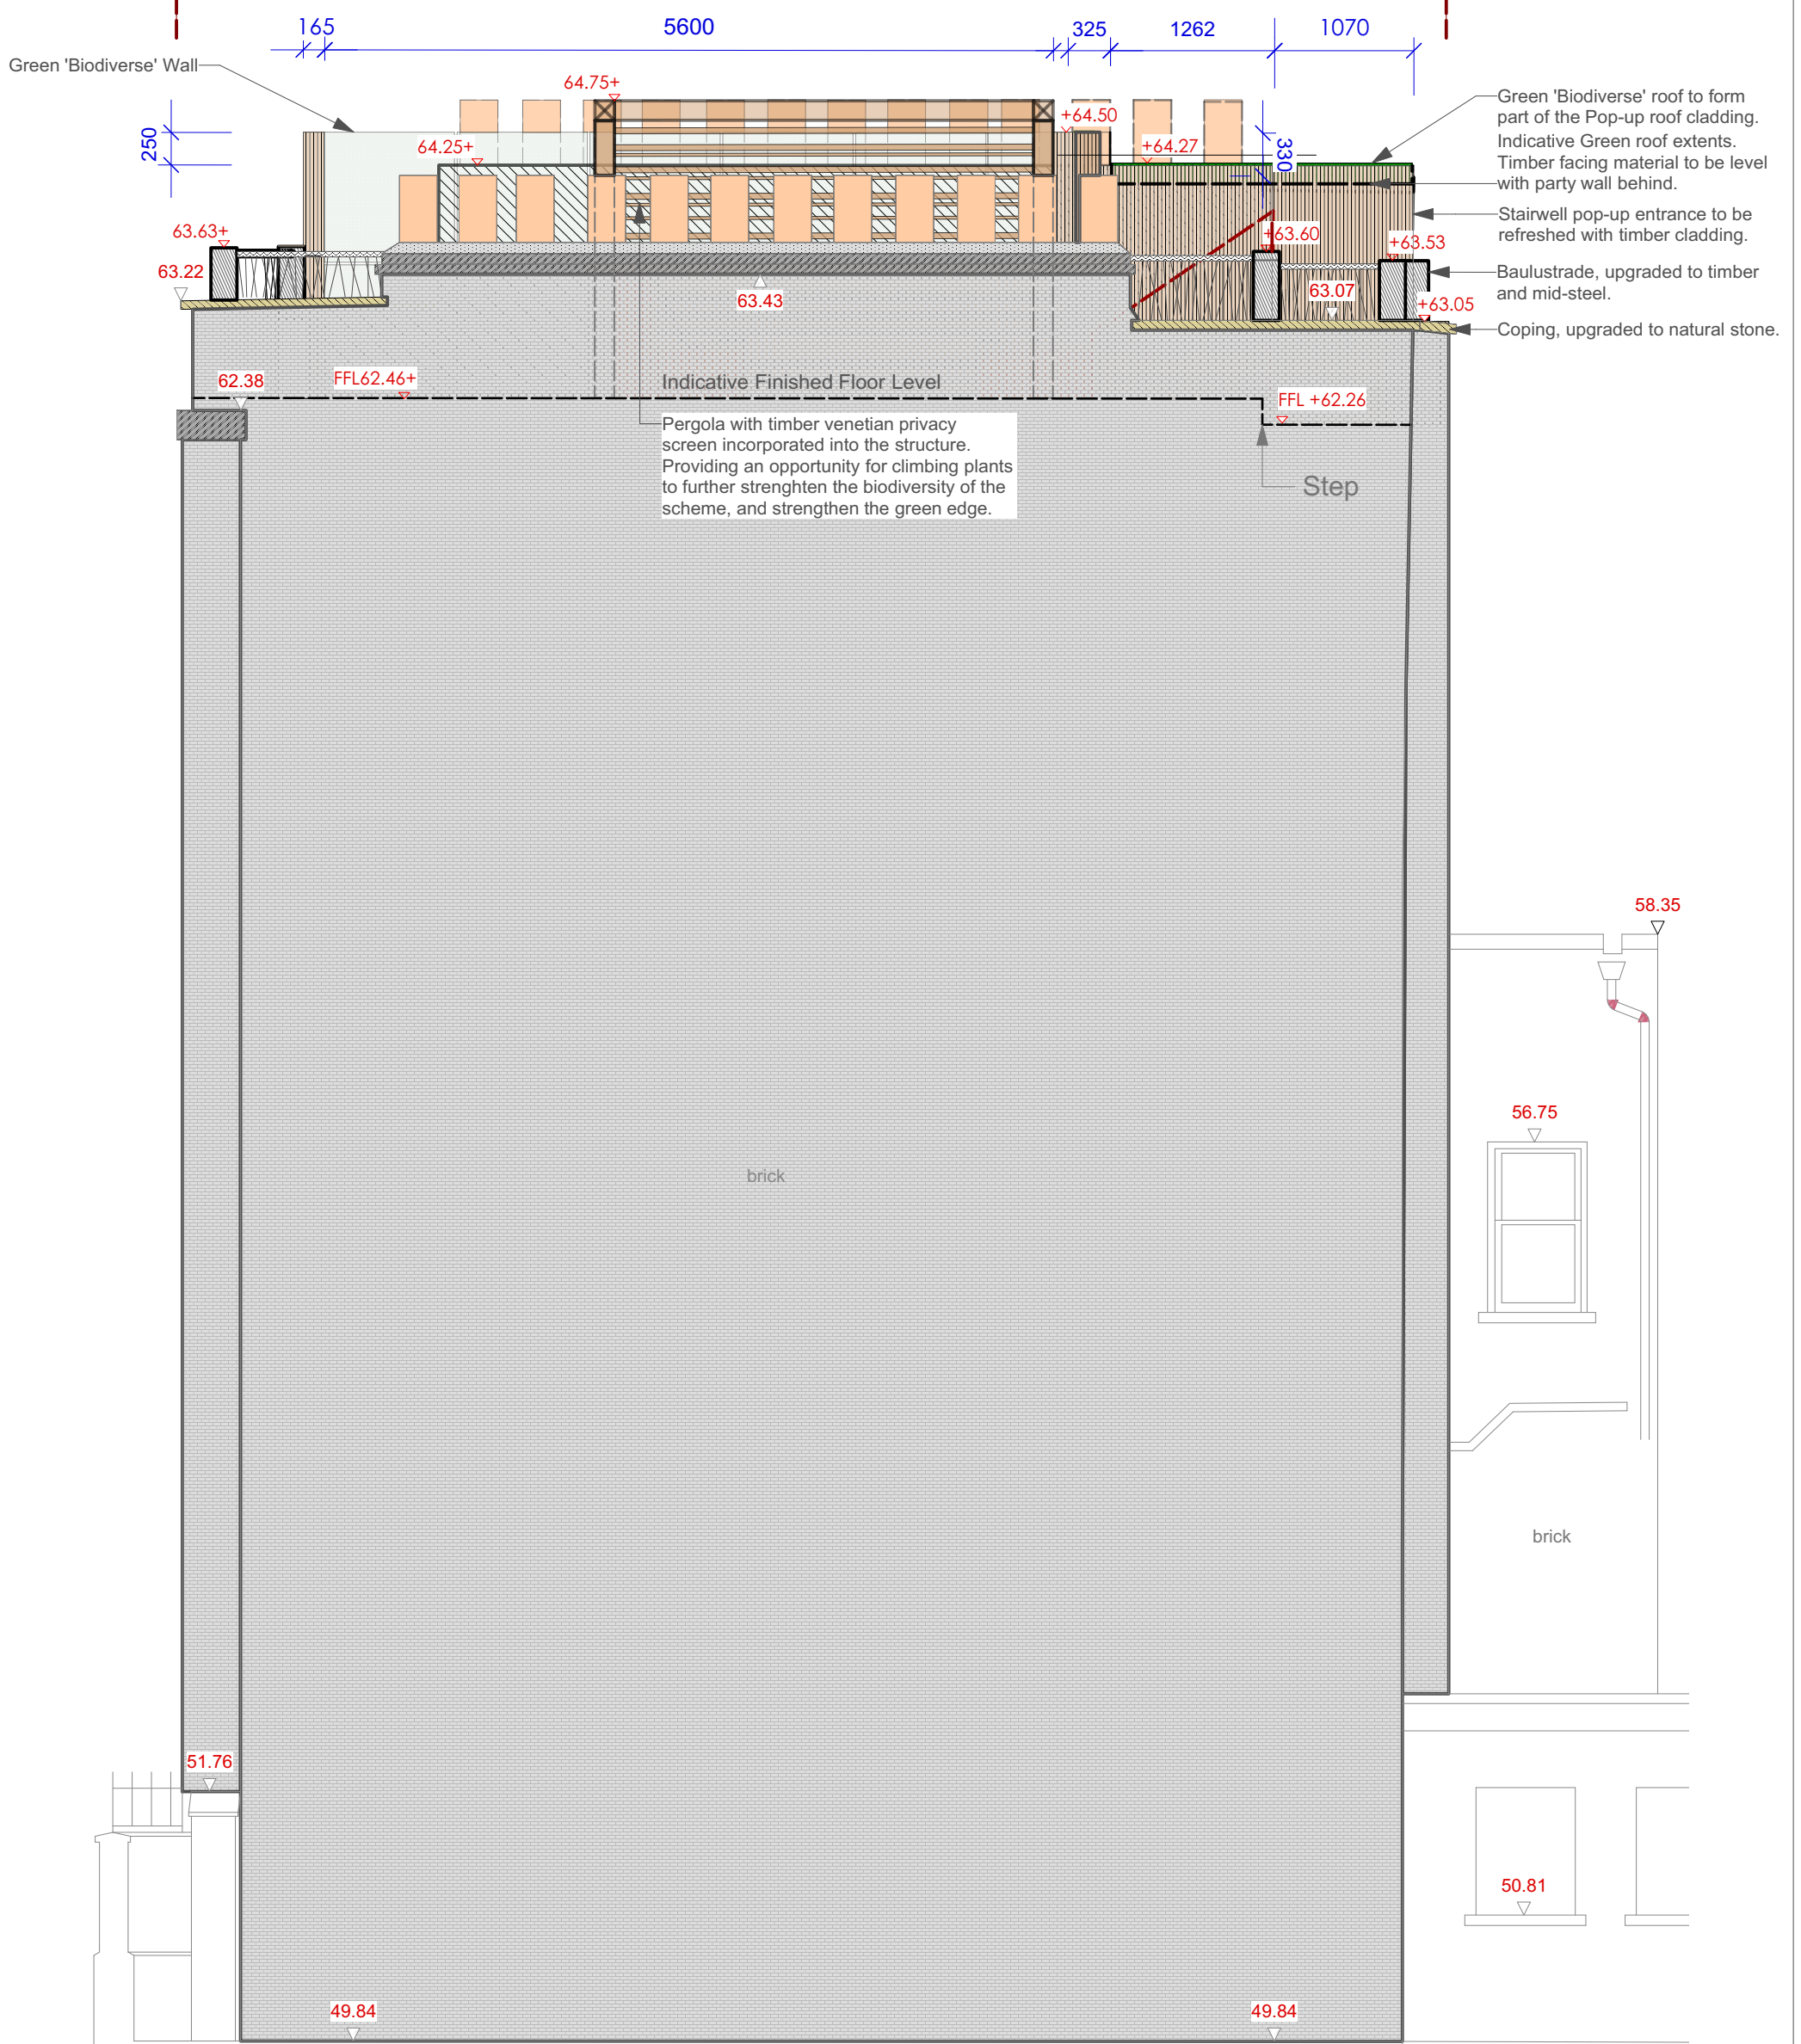 165
5600
325
1262
1070
Green 'Biodiverse' Wall
64.75+
Green 'Biodiverse' roof to form
part of the Pop-up roof cladding.
Indicative Green roof extents.
Timber facing material to be level
with party wall behind.
250
64.25+
+64.50
+64.27
330
Stairwell pop-up entrance to be
refreshed with timber cladding.
63.63+
+63.60
+63.53
63.22
63.43
63.07
Baulustrade, upgraded to timber
and mid-steel.
+63.05
Coping, upgraded to natural stone.
62.38
FFL62.46+
Indicative Finished Floor Level
FFL +62.26
Pergola with timber venetian privacy
screen incorporated into the structure.
Providing an opportunity for climbing plants
to further strenghten the biodiversity of the
scheme, and strengthen the green edge.
Step
58.35
56.75
brick
brick
51.76
50.81
49.84
49.84